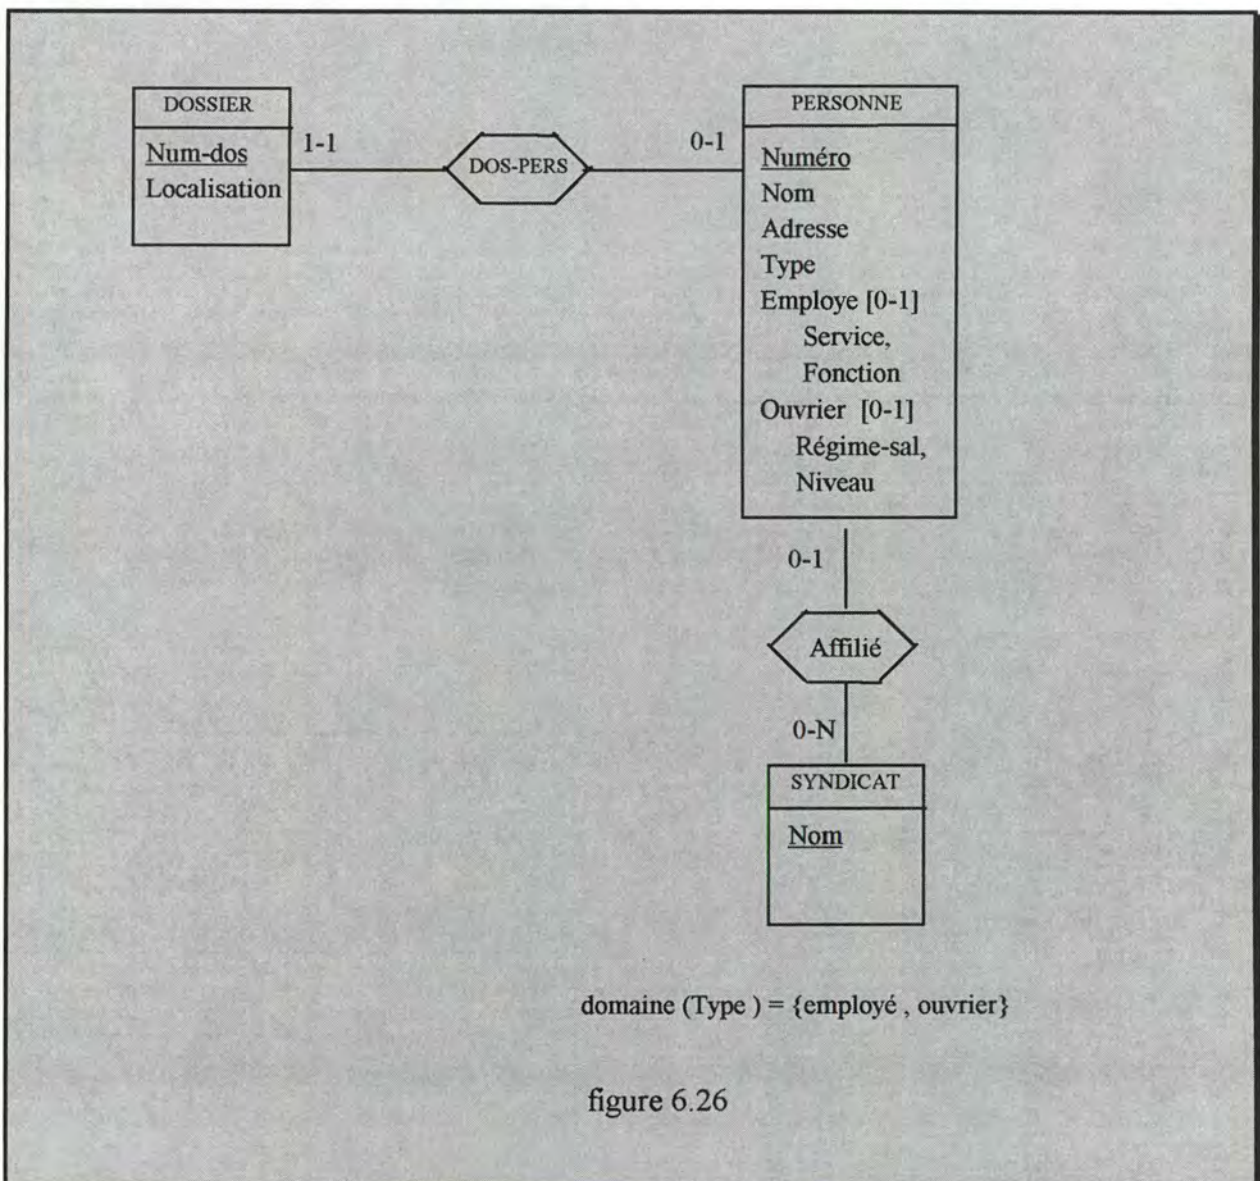 DOSSIER
Num-dos
Localisation
1-1
DOS-PERS
0-1
PERSONNE
Numéro
Nom
Adresse
Type
Employe [0-1]
Service,
Fonction
Ouvrier [0-1]
Régime-sal,
Niveau
0-1
Affilié
0-N
SYNDICAT
Nom
domaine (Type ) = {employé , ouvrier}
figure 6.26